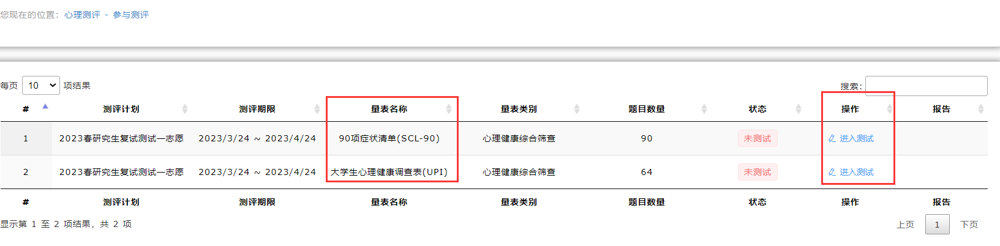 您现在的位置：心理测评 - 参与测评
每页 10 项结果 搜索：
# 测评计划 测评期限 量表名称 量表类别 题目数量 状态 操作 报告
1 2023春研究生复试测试一志愿 2023/3/24 ~ 2023/4/24 90项症状清单(SCL-90) 心理健康综合筛查 90 未测试 进入测试
2 2023春研究生复试测试一志愿 2023/3/24 ~ 2023/4/24 大学生心理健康调查表(UPI) 心理健康综合筛查 64 未测试 进入测试
# 测评计划 测评期限 量表名称 量表类别 题目数量 状态 操作 报告
显示第 1 至 2 项结果，共 2 项 上页 1 下页